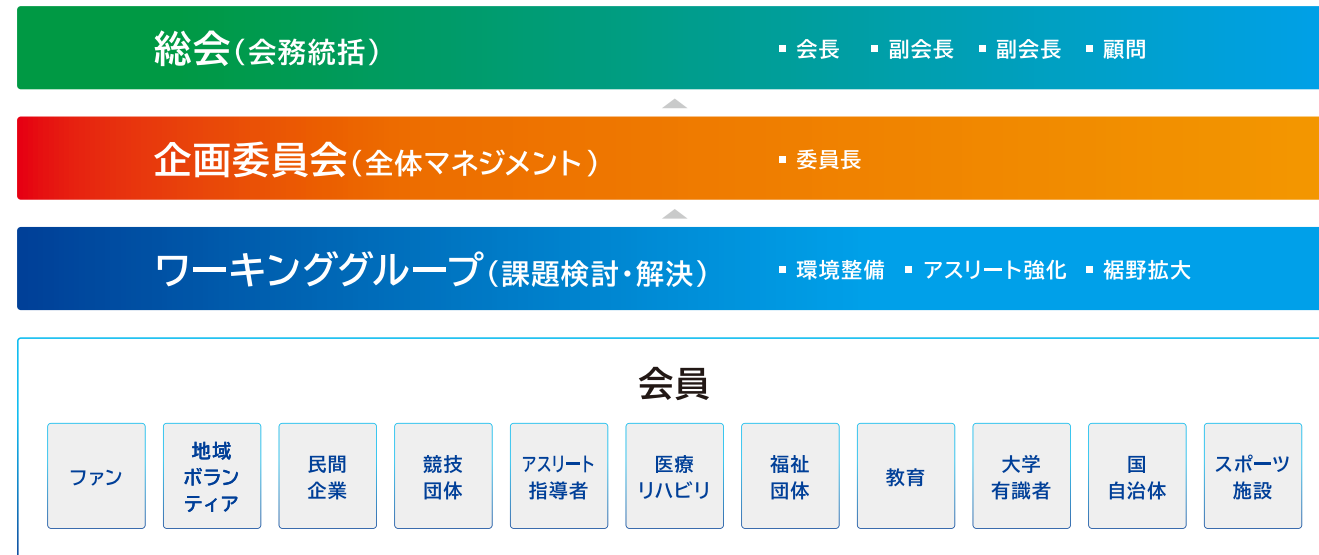 総会(会務統括) ▪ 会長 ▪ 副会長 ▪ 副会長 ▪ 顧問
企画委員会(全体マネジメント) ▪ 委員長
ワーキンググループ(課題検討・解決) ▪ 環境整備 ▪ アスリート強化 ▪ 裾野拡大
会員
ファン
地域
ボラン
ティア
民間
企業
競技
団体
アスリート
指導者
医療
リハビリ
福祉
団体
教育
大学
有識者
国
自治体
スポーツ
施設